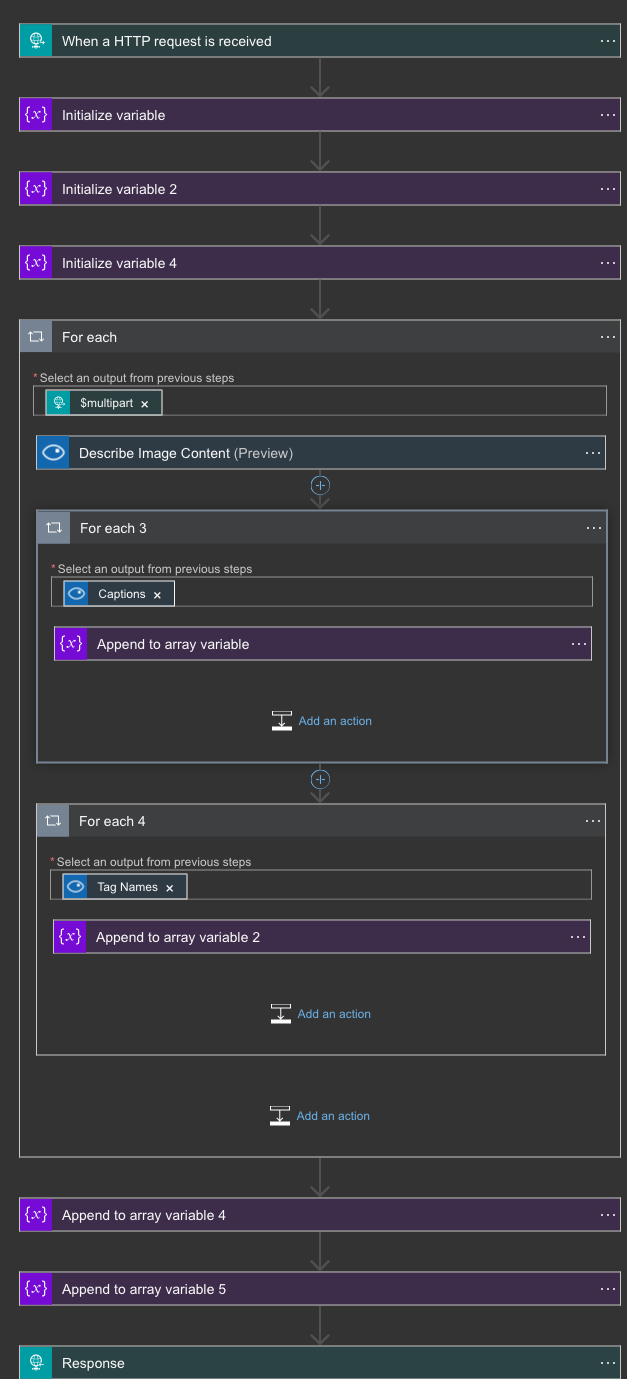 When a HTTP request is received
{x} Initialize variable
{x} Initialize variable 2
{x} Initialize variable 4
For each
* Select an output from previous steps
$multipart ×
Describe Image Content (Preview)
For each 3
* Select an output from previous steps
Captions ×
{x} Append to array variable
Add an action
For each 4
* Select an output from previous steps
Tag Names ×
{x} Append to array variable 2
Add an action
Add an action
{x} Append to array variable 4
{x} Append to array variable 5
Response